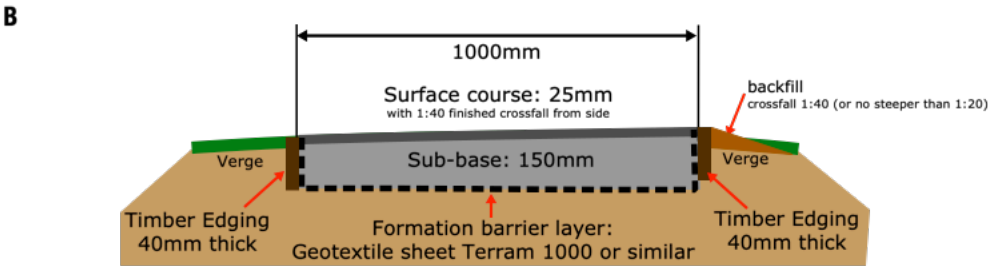 B
1000mm
Surface course: 25mm
with 1:40 finished crossfall from side
backfill
crossfall 1:40 (or no steeper than 1:20)
Verge
Sub-base: 150mm
Verge
Timber Edging
40mm thick
Formation barrier layer:
Geotextile sheet Terram 1000 or similar
Timber Edging
40mm thick